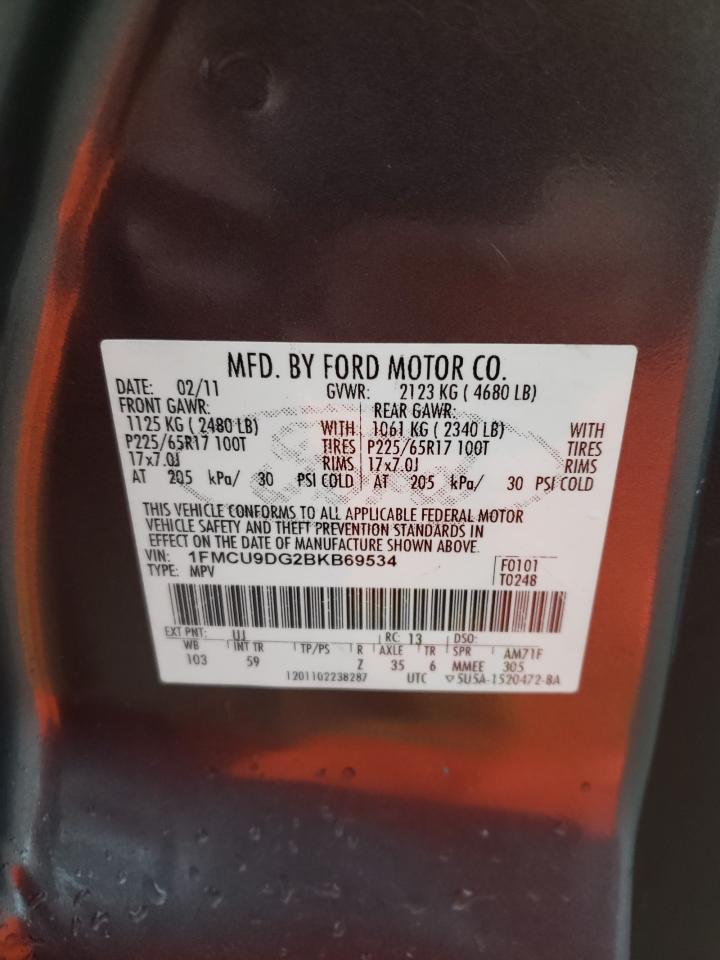 MFD. BY FORD MOTOR CO.
DATE: 02/11 GVWR: 2123 KG ( 4680 LB)
FRONT GAWR: REAR GAWR:
1125 KG ( 2480 LB) WITH 1061 KG ( 2340 LB) WITH
P225/65R17 100T TIRES P225/65R17 100T TIRES
17x7.0J RIMS 17x7.0J RIMS
AT 205 kPa/ 30 PSI COLD AT 205 kPa/ 30 PSI COLD
THIS VEHICLE CONFORMS TO ALL APPLICABLE FEDERAL MOTOR
VEHICLE SAFETY AND THEFT PREVENTION STANDARDS IN
EFFECT ON THE DATE OF MANUFACTURE SHOWN ABOVE.
VIN: 1FMCU9DG2BKB69534 F0101
TYPE: MPV T0248
EXT PNT: UJ RC: 13 DSO:
WB INT TR TP/PS R AXLE TR SPR AM71F
103 59 Z 35 6 MMEE 305
1201102238287 UTC ▽5U5A-1520472-BA